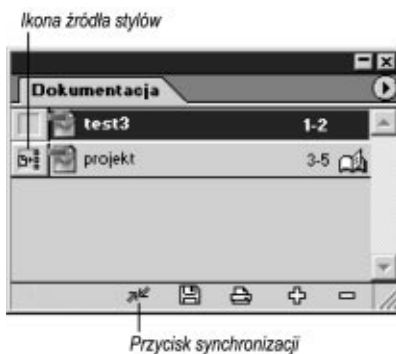 Ikona źródła stylów
Dokumentacja
test3 1-2
projekt 3-5
Przycisk synchronizacji